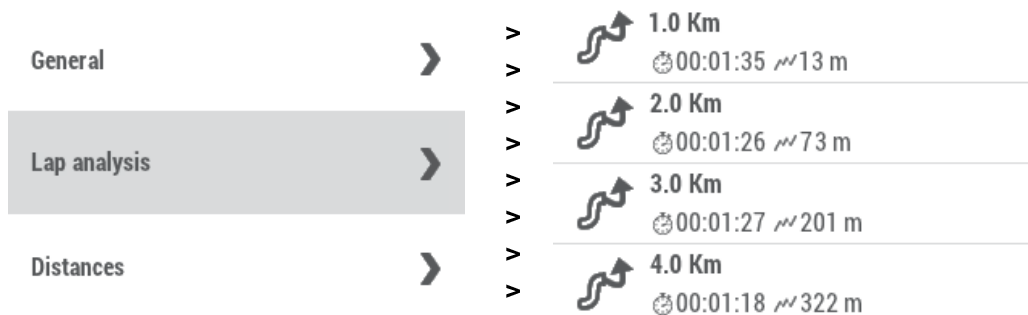 General
Lap analysis
Distances
>
>
>
>
>
>
>
>
1.0 Km
00:01:35 13 m
2.0 Km
00:01:26 73 m
3.0 Km
00:01:27 201 m
4.0 Km
00:01:18 322 m